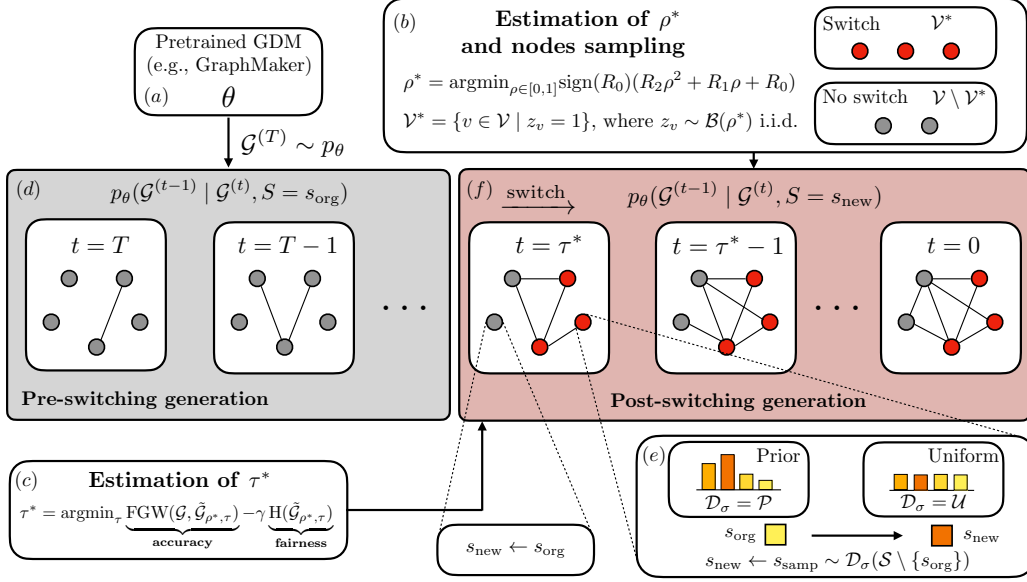 Pretrained GDM
(e.g., GraphMaker)
(a) θ
𝒢^(T) ∼ p_θ
(b) Estimation of ρ*
and nodes sampling
ρ* = argmin_{ρ∈[0,1]} sign(R_0)(R_2ρ^2 + R_1ρ + R_0)
𝒱* = {v ∈ 𝒱 | z_v = 1}, where z_v ∼ ℬ(ρ*) i.i.d.
Switch 𝒱*
No switch 𝒱 \ 𝒱*
(d) p_θ(𝒢^(t−1) | 𝒢^(t), S = s_org)
t = T
t = T − 1
· · ·
Pre-switching generation
(f) switch p_θ(𝒢^(t−1) | 𝒢^(t), S = s_new)
t = τ*
t = τ* − 1
· · ·
t = 0
Post-switching generation
(c) Estimation of τ*
τ* = argmin_τ FGW(𝒢, 𝒢̃_{ρ*,τ}) −γ H(𝒢̃_{ρ*,τ})
accuracy fairness
s_new ← s_org
(e) Prior
𝒟_σ = 𝒫
Uniform
𝒟_σ = 𝒰
s_org s_new
s_new ← s_samp ∼ 𝒟_σ(𝒮 \ {s_org})